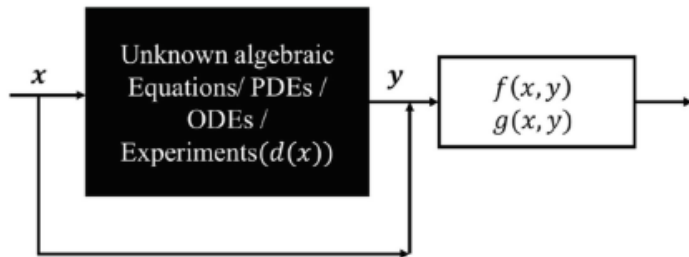 x
Unknown algebraic
Equations/ PDEs /
ODEs /
Experiments(d(x))
y
f(x, y)
g(x, y)